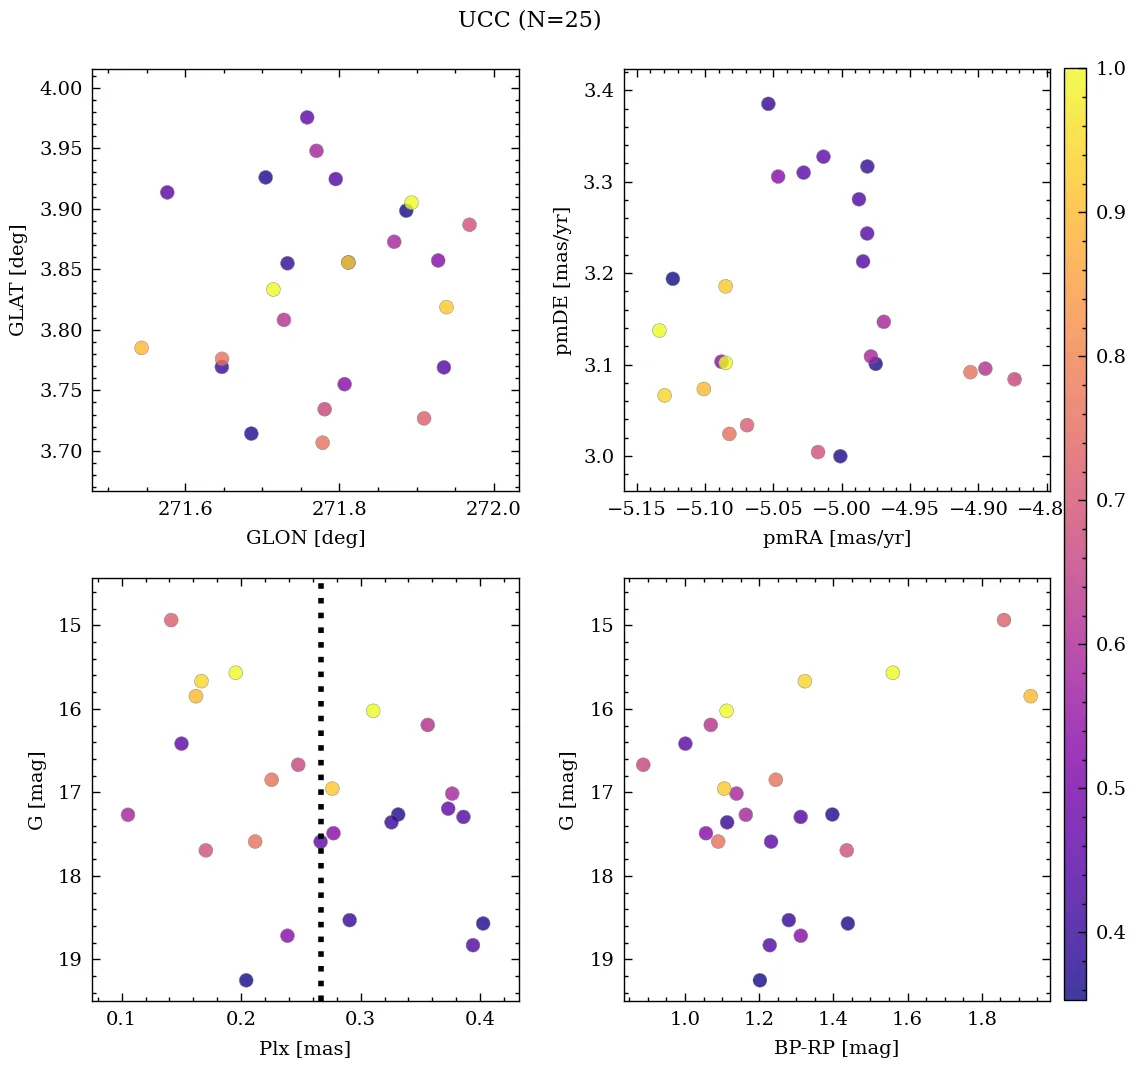 UCC (N=25)
4.00
3.95
3.90
3.85
3.80
3.75
3.70
GLAT [deg]
271.6 271.8 272.0
GLON [deg]
3.4
3.3
3.2
3.1
3.0
pmDE [mas/yr]
−5.15 −5.10 −5.05 −5.00 −4.95 −4.90 −4.8
pmRA [mas/yr]
15
16
17
18
19
G [mag]
0.1 0.2 0.3 0.4
Plx [mas]
15
16
17
18
19
G [mag]
1.0 1.2 1.4 1.6 1.8
BP-RP [mag]
1.0
0.9
0.8
0.7
0.6
0.5
0.4